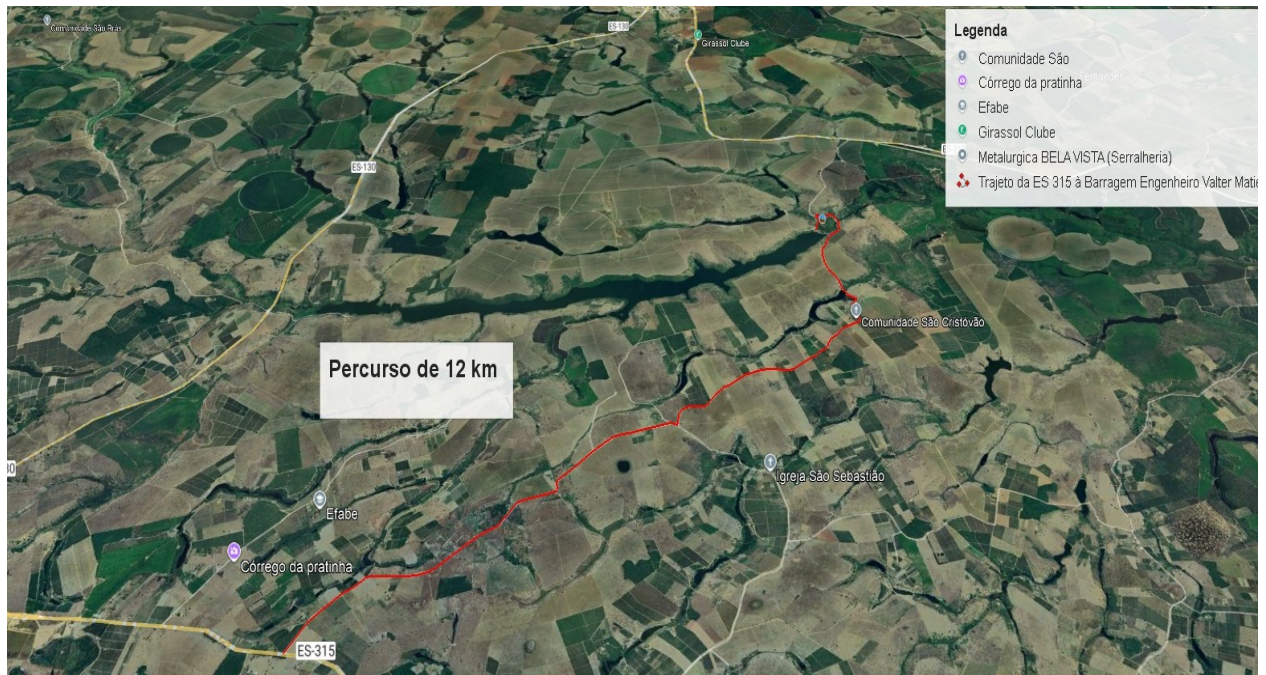 Comunidade São Brás
ES-130
Girassol Clube
Legenda
Comunidade São
Córrego da pratinha
Efabe
Girassol Clube
Metalurgica BELA VISTA (Serralheria)
Trajeto da ES 315 à Barragem Engenheiro Valter Matie
ES-130
Comunidade São Cristóvão
Percurso de 12 km
Igreja São Sebastião
Efabe
Córrego da pratinha
ES-315